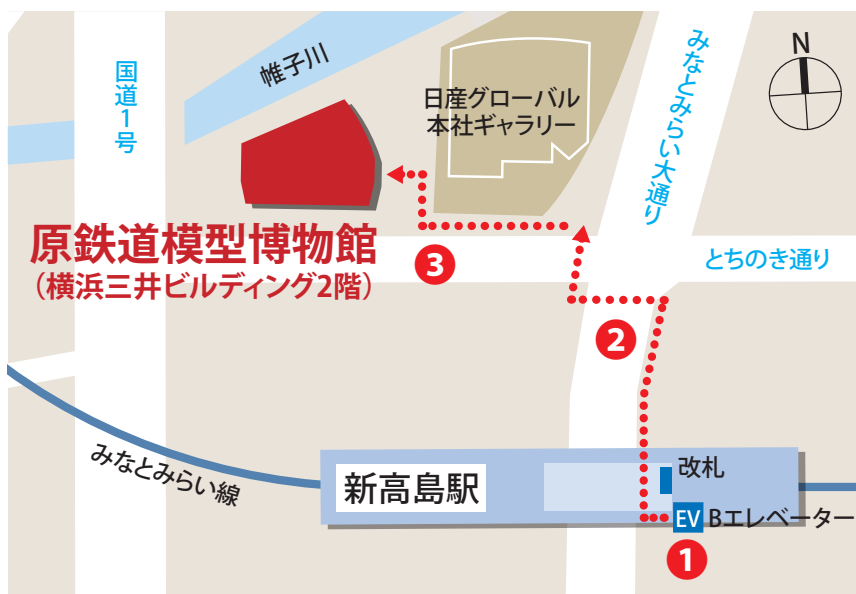 国道1号
帷子川
日産グローバル
本社ギャラリー
みなとみらい大通り
N
原鉄道模型博物館
(横浜三井ビルディング2階)
3
とちのき通り
2
みなとみらい線
新高島駅
改札
EV Bエレベーター
1